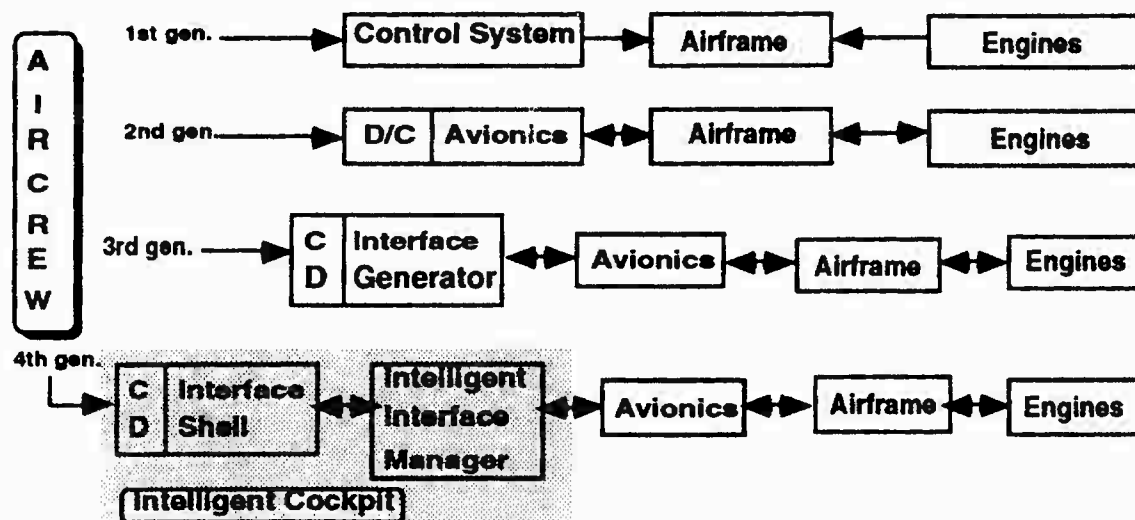 A
I
R
C
R
E
W
1st gen. Control System Airframe Engines
2nd gen. D/C Avionics Airframe Engines
3rd gen. C Interface Avionics Airframe Engines
D Generator
4th gen.
C Interface
D Shell
Intelligent
Interface
Manager
Avionics Airframe Engines
Intelligent Cockpit